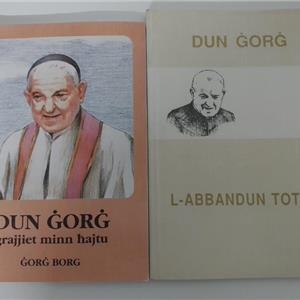 DUN ĠORĠ
grajjiet minn ħajtu
ĠORĠ BORG
DUN ĠORĠ
L-ABBANDUN TOT